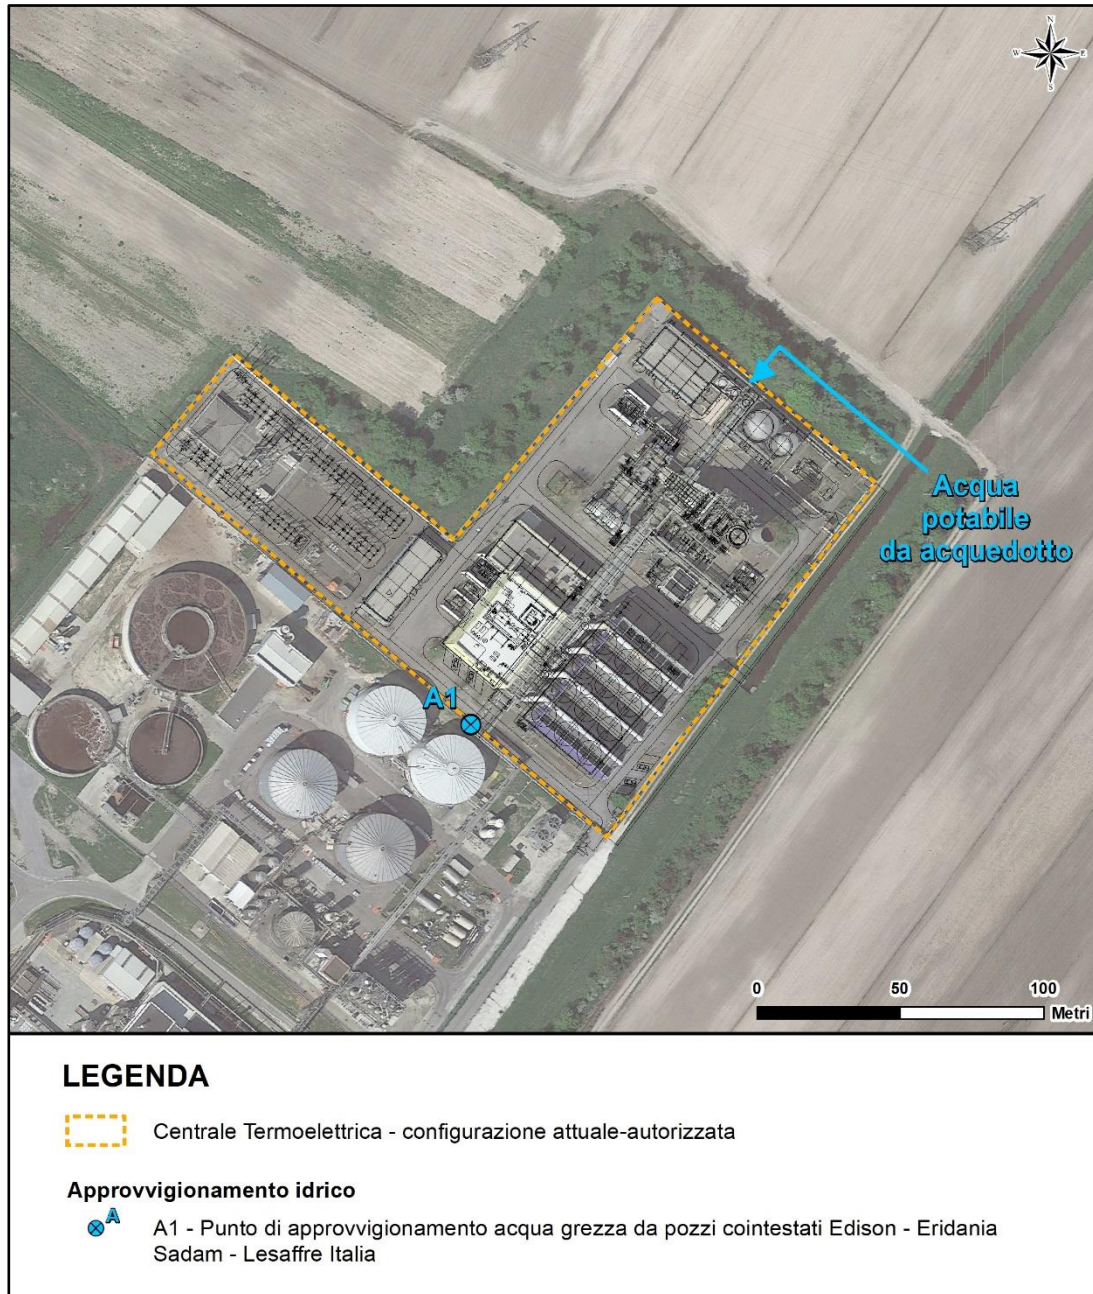 N
W E
S
Acqua
potabile
da acquedotto
A1
0 50 100
Metri
LEGENDA
Centrale Termoelettrica - configurazione attuale-autorizzata
Approvvigionamento idrico
A
A1 - Punto di approvvigionamento acqua grezza da pozzi cointestati Edison - Eridania
Sadam - Lesaffre Italia